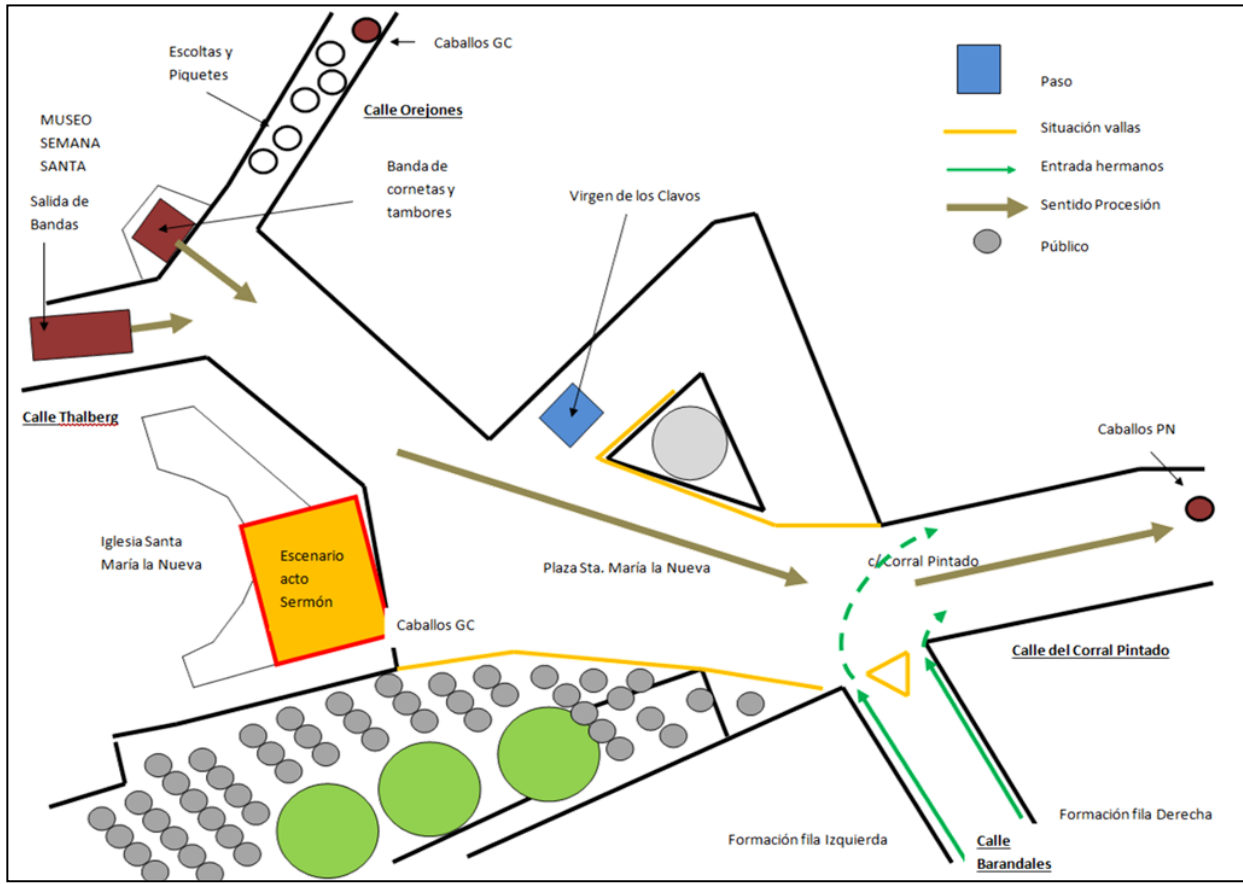 Escoltas y
Piquetes
Caballos GC
Calle Orejones
MUSEO
SEMANA
SANTA
Salida de
Bandas
Banda de
cornetas y
tambores
Virgen de los Clavos
Paso
Situación vallas
Entrada hermanos
Sentido Procesión
Público
Calle Thalberg
Caballos PN
Iglesia Santa
María la Nueva
Escenario
acto
Sermón
Plaza Sta. María la Nueva
c/ Corral Pintado
Caballos GC
Calle del Corral Pintado
Formación fila Derecha
Formación fila Izquierda
Calle
Barandales